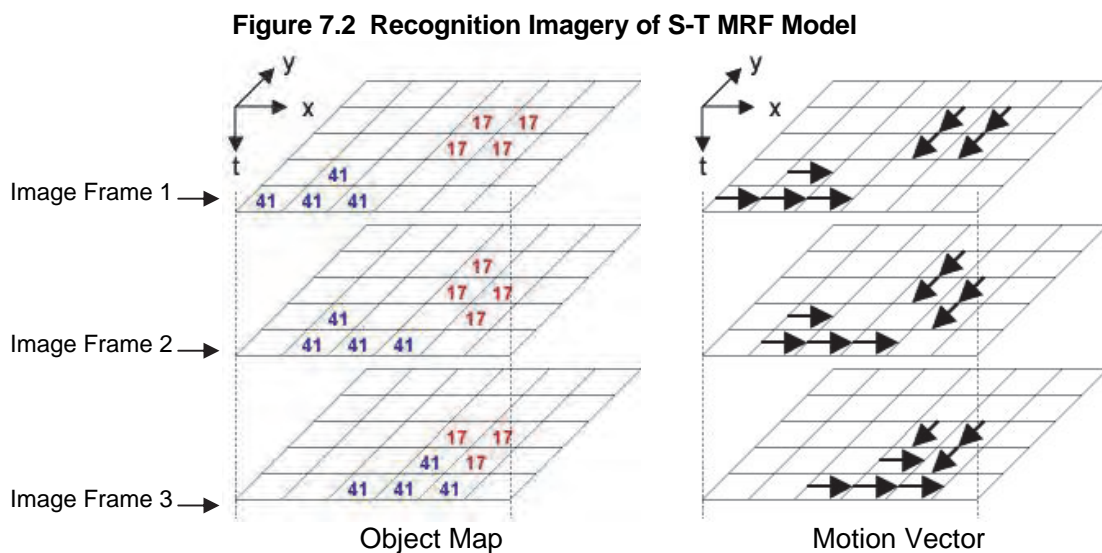 Figure 7.2 Recognition Imagery of S-T MRF Model
y
x
t
17 17
17 17
41
Image Frame 1
41 41 41
17
17 17
41 17
Image Frame 2
41 41 41
17 17
41 17
Image Frame 3
41 41 41
y
x
t
Object Map
Motion Vector